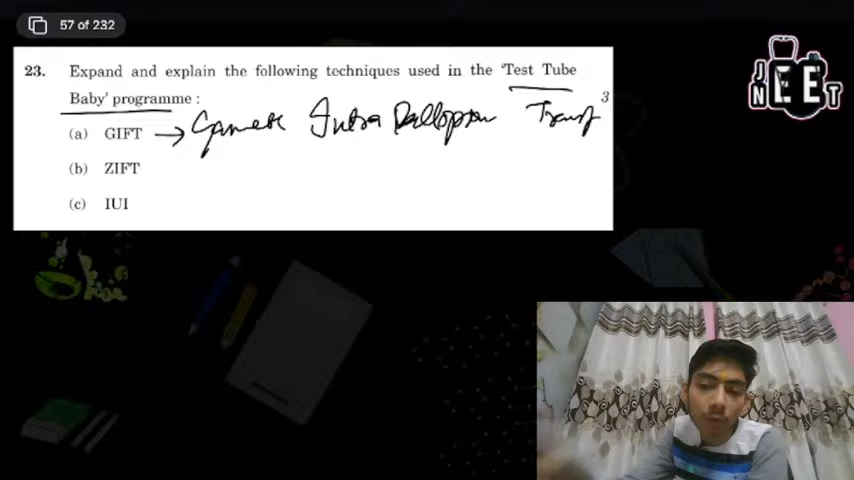 57 of 232
23. Expand and explain the following techniques used in the 'Test Tube
Baby' programme : 3
(a) GIFT → Gamete Intra Fallopian Transf
(b) ZIFT
(c) IUI
JNEET